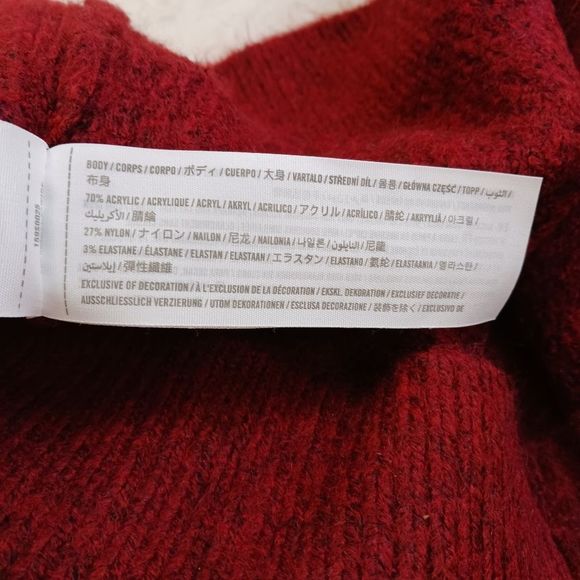 BODY / CORPS / CORPO / ボディ / CUERPO / 大身 / VARTALO / STŘEDNÍ DÍL / 몸통 / GŁÓWNA CZĘŚĆ / TOPP / الثوب /
布身
70% ACRYLIC / ACRYLIQUE / ACRYL / AKRYL / ACRILICO / アクリル / ACRÍLICO / 腈纶 / AKRYYLIÄ / 아크릴 /
الأكريليك / 腈綸
27% NYLON / ナイロン / NAILON / 尼龙 / NAILONIA / 나일론 / النايلون / 尼龍
3% ELASTANE / ÉLASTANE / ELASTAN / ELASTAAN / エラスタン / ELASTANO / 氨纶 / ELASTAANIA / 엘라스탄 /
إيلاستين / 彈性纖維
EXCLUSIVE OF DECORATION / À L'EXCLUSION DE LA DÉCORATION / EKSKL. DEKORATION / EXCLUSIEF DECORATIE /
AUSSCHLIESSLICH VERZIERUNG / UTOM DEKORATIONEN / ESCLUSA DECORAZIONE / 装飾を除く / EXCLUSIVO DE